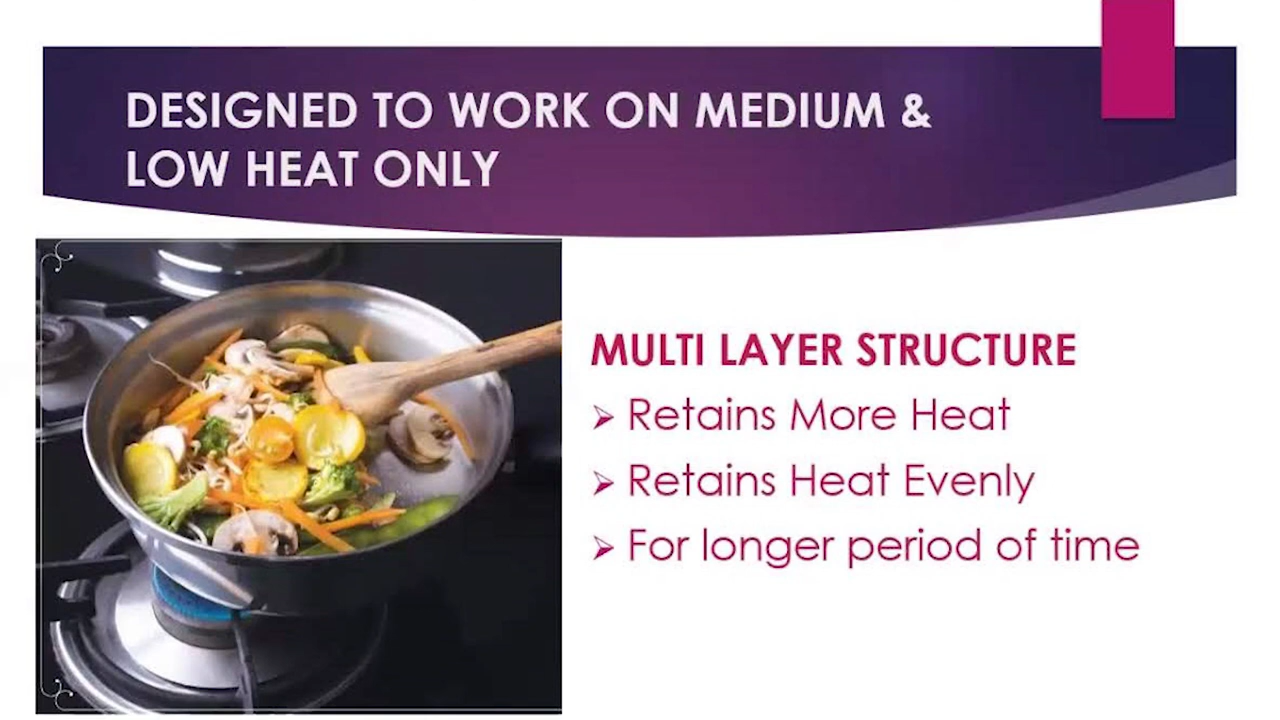 DESIGNED TO WORK ON MEDIUM &
LOW HEAT ONLY
MULTI LAYER STRUCTURE
➢ Retains More Heat
➢ Retains Heat Evenly
➢ For longer period of time